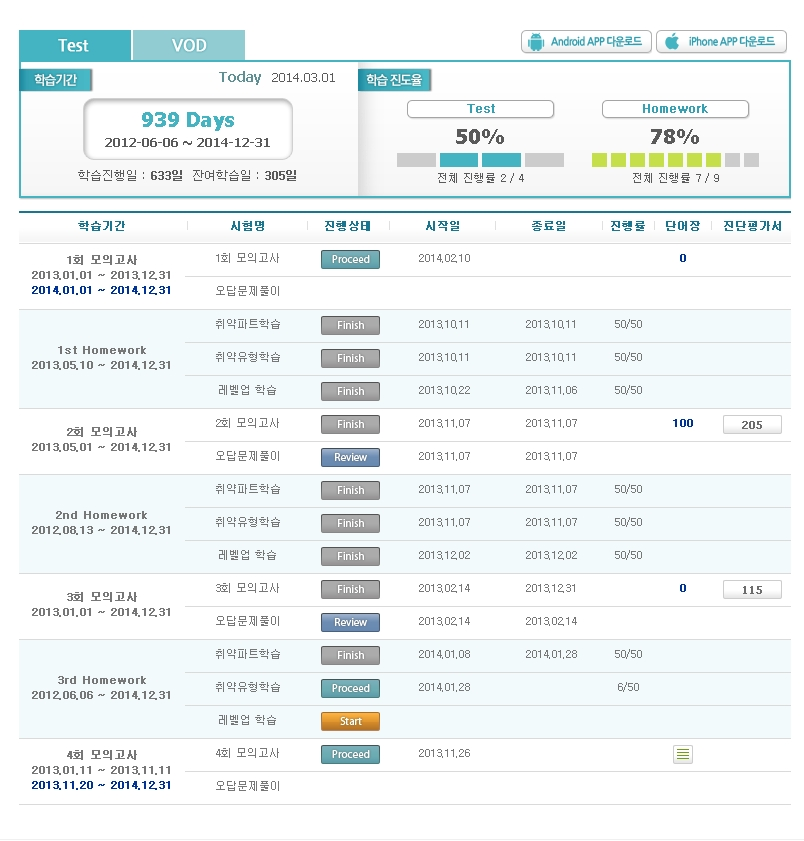 Test VOD Android APP 다운로드 iPhone APP 다운로드
학습기간 Today 2014.03.01 학습 진도율
Test Homework
939 Days 50% 78%
2012-06-06 ~ 2014-12-31
학습진행일 : 633일 잔여학습일 : 305일 전체 진행률 2 / 4 전체 진행률 7 / 9
학습기간 시험명 진행상태 시작일 종료일 진행률 단어장 진단평가서
1회 모의고사
2013.01.01 ~ 2013.12.31
2014.01.01 ~ 2014.12.31
1회 모의고사 Proceed 2014.02.10 0
오답문제풀이
1st Homework
2013.05.10 ~ 2014.12.31
취약파트학습 Finish 2013.10.11 2013.10.11 50/50
취약유형학습 Finish 2013.10.11 2013.10.11 50/50
레벨업 학습 Finish 2013.10.22 2013.11.06 50/50
2회 모의고사
2013.05.01 ~ 2014.12.31
2회 모의고사 Finish 2013.11.07 2013.11.07 100 205
오답문제풀이 Review 2013.11.07 2013.11.07
2nd Homework
2012.08.13 ~ 2014.12.31
취약파트학습 Finish 2013.11.07 2013.11.07 50/50
취약유형학습 Finish 2013.11.07 2013.11.07 50/50
레벨업 학습 Finish 2013.12.02 2013.12.02 50/50
3회 모의고사
2013.01.01 ~ 2014.12.31
3회 모의고사 Finish 2013.02.14 2013.12.31 0 115
오답문제풀이 Review 2013.02.14 2013.02.14
3rd Homework
2012.06.06 ~ 2014.12.31
취약파트학습 Finish 2014.01.08 2014.01.28 50/50
취약유형학습 Proceed 2014.01.28 6/50
레벨업 학습 Start
4회 모의고사
2013.01.11 ~ 2013.11.11
2013.11.20 ~ 2014.12.31
4회 모의고사 Proceed 2013.11.26
오답문제풀이